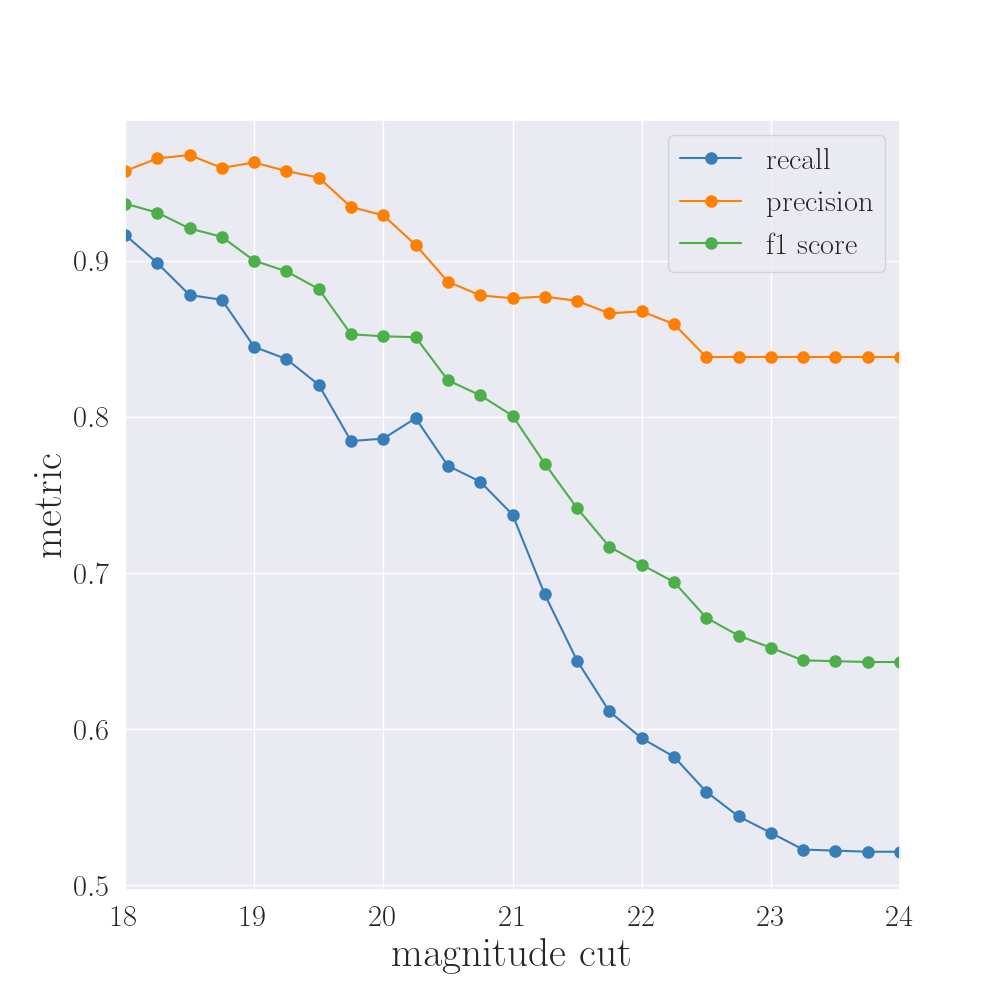 recall
precision
f1 score
0.9
0.8
0.7
0.6
0.5
metric
18 19 20 21 22 23 24
magnitude cut